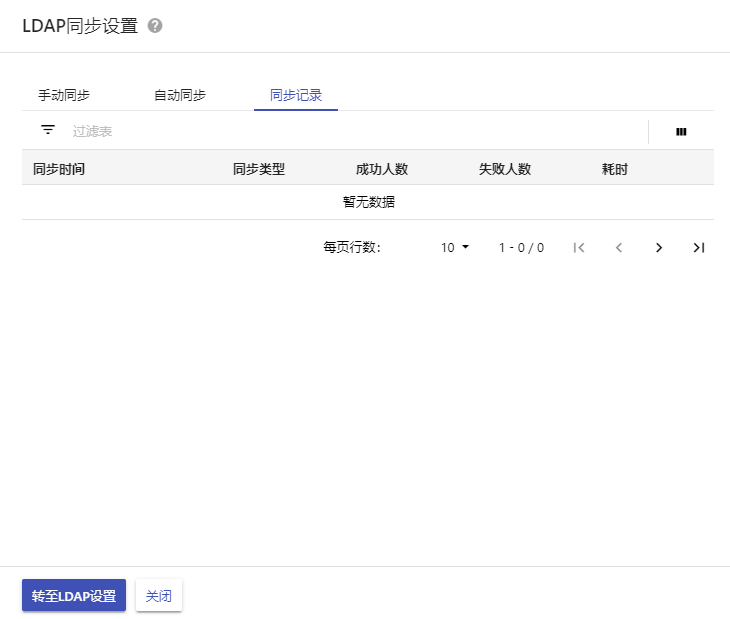 LDAP同步设置
手动同步 自动同步 同步记录
过滤表
同步时间 同步类型 成功人数 失败人数 耗时
暂无数据
每页行数: 10 1 - 0 / 0
转至LDAP设置 关闭